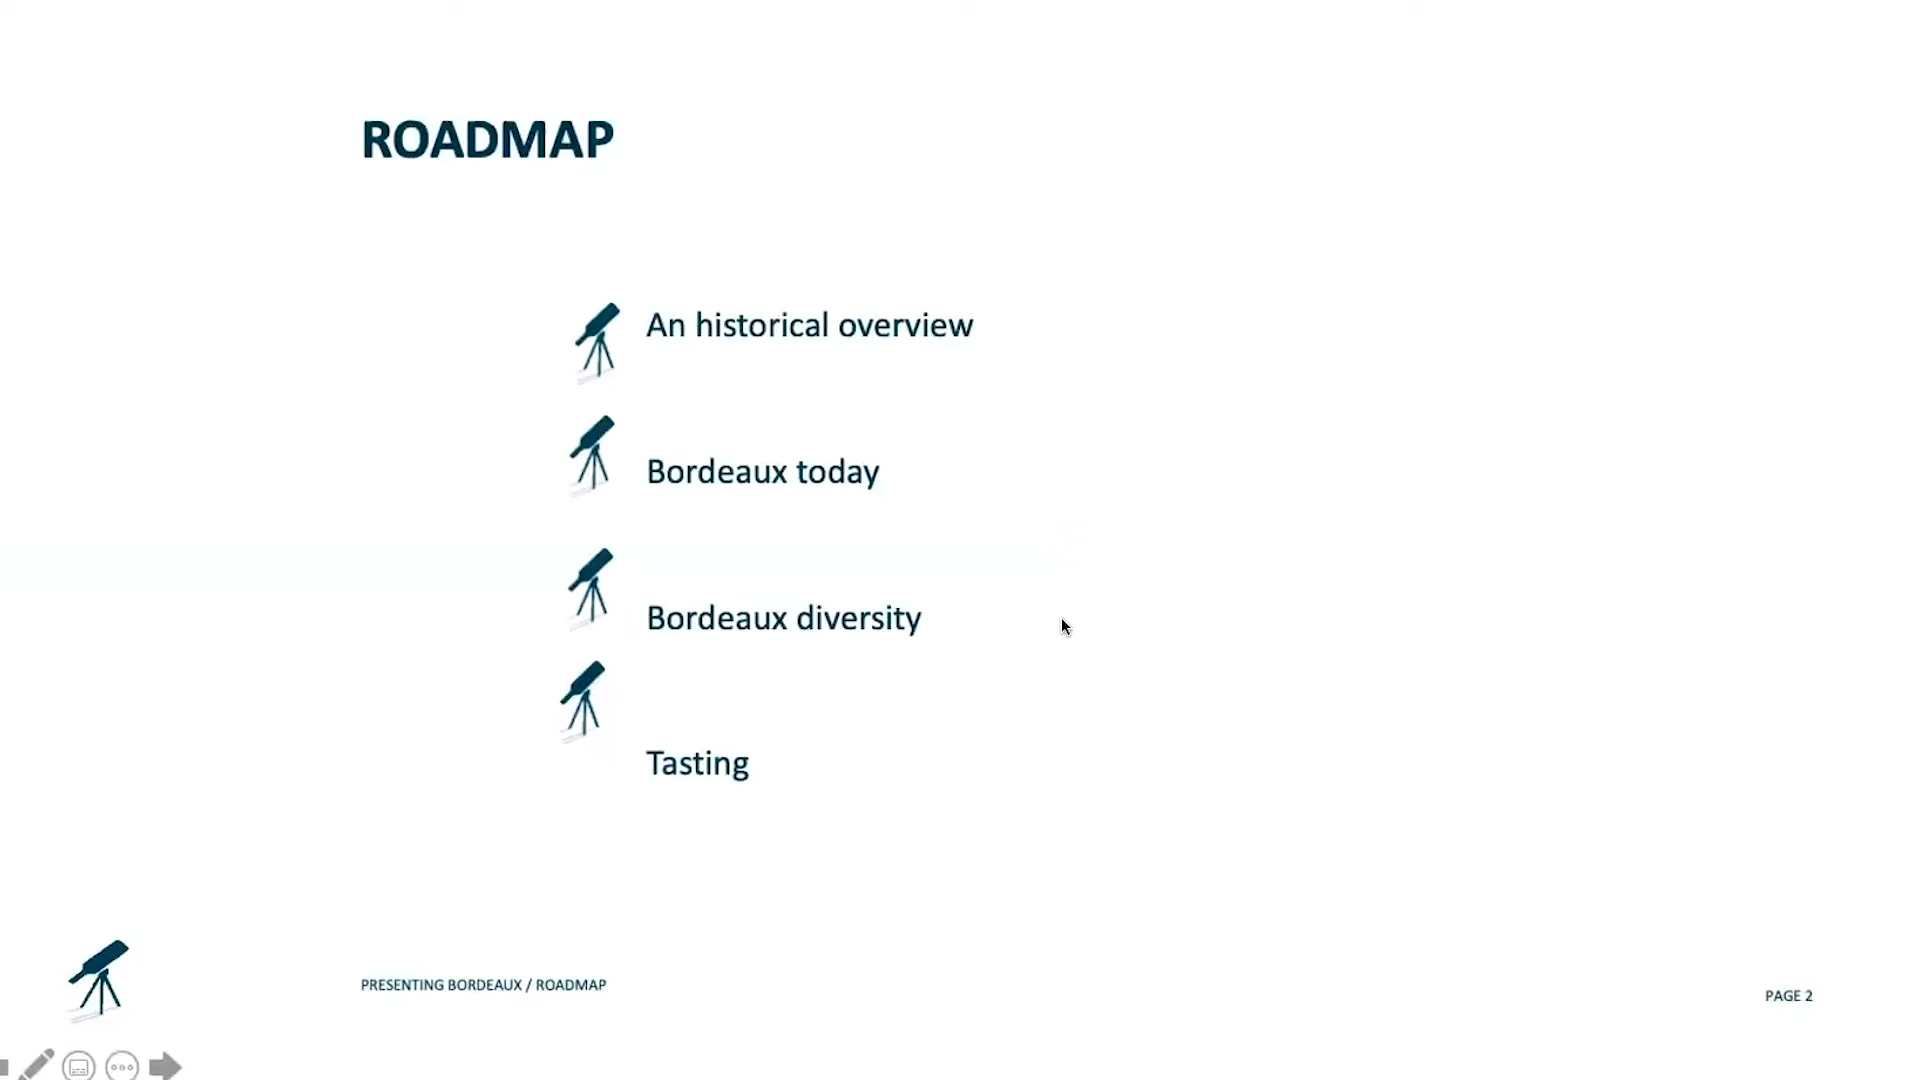 ROADMAP
An historical overview
Bordeaux today
Bordeaux diversity
Tasting
PRESENTING BORDEAUX / ROADMAP
PAGE 2